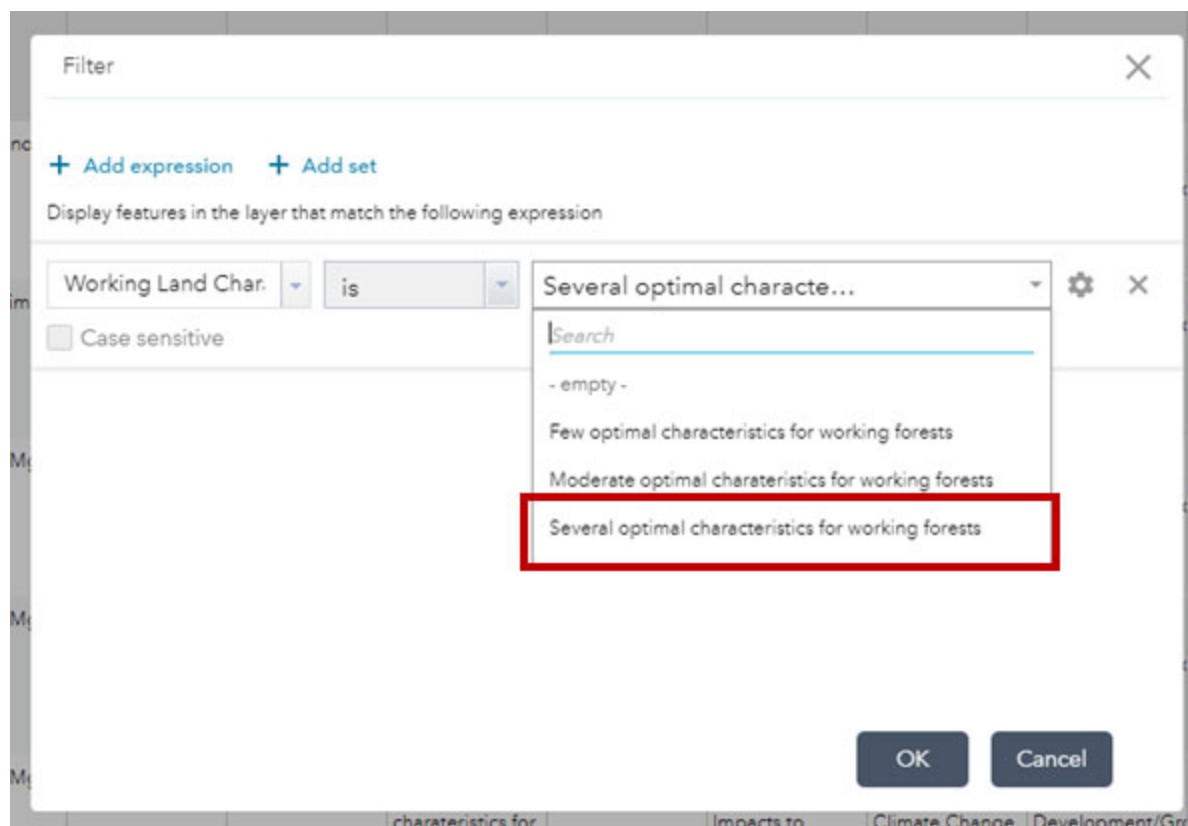 Filter
+ Add expression + Add set
Display features in the layer that match the following expression
Working Land Char. is Several optimal characte...
Case sensitive
Search
- empty -
Few optimal characteristics for working forests
Moderate optimal charateristics for working forests
Several optimal characteristics for working forests
OK Cancel
charateristics for Impacts to Climate Change